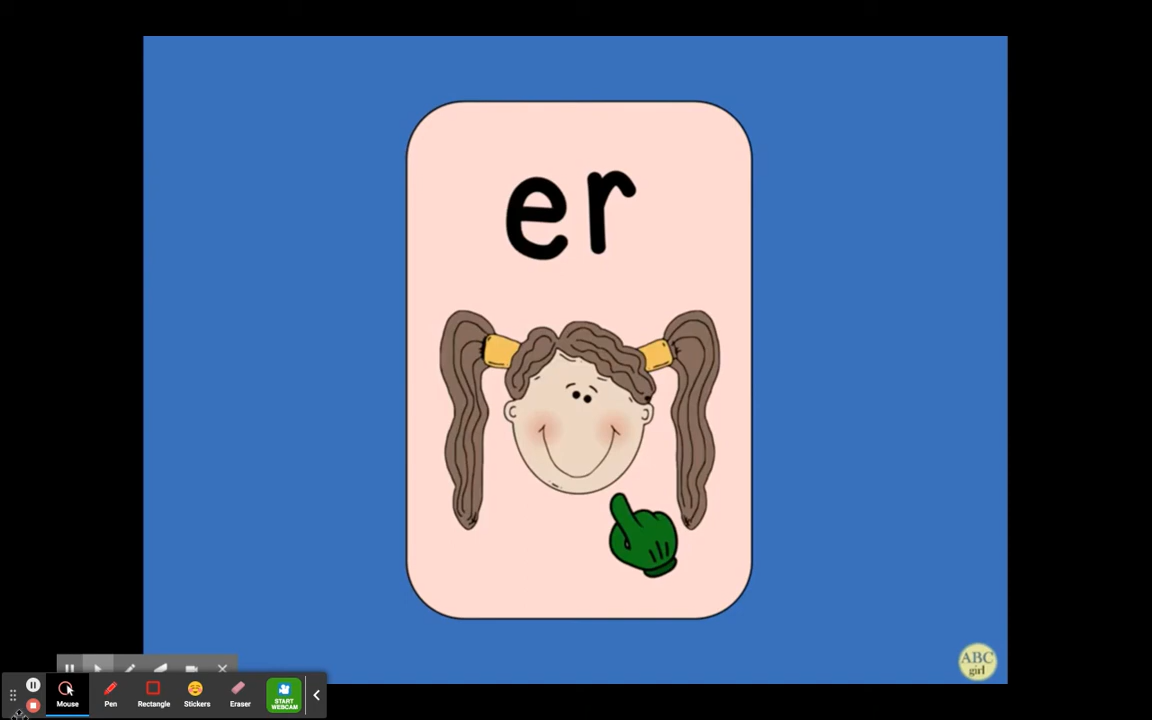 er
ABC
girl
Mouse
Pen
Rectangle
Stickers
Eraser
START
WEBCAM